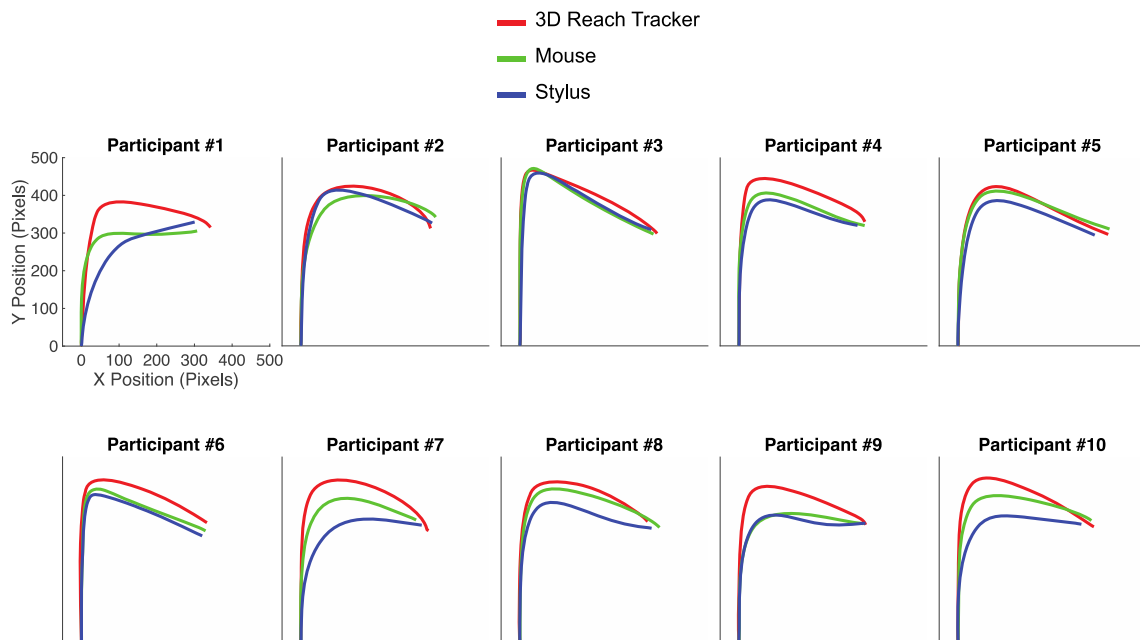 3D Reach Tracker
Mouse
Stylus
Participant #1 Participant #2 Participant #3 Participant #4 Participant #5
500
400
300
200
100
0
Y Position (Pixels)
0 100 200 300 400 500
X Position (Pixels)
Participant #6 Participant #7 Participant #8 Participant #9 Participant #10